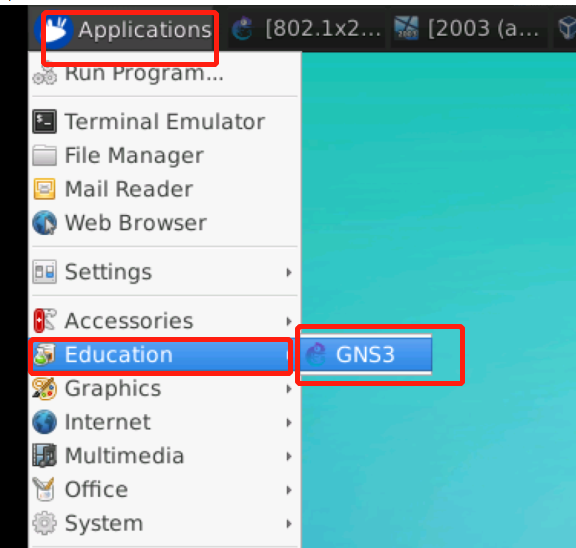 Applications [802.1x2... [2003 (a...
Run Program...
Terminal Emulator
File Manager
Mail Reader
Web Browser
Settings
Accessories
Education GNS3
Graphics
Internet
Multimedia
Office
System